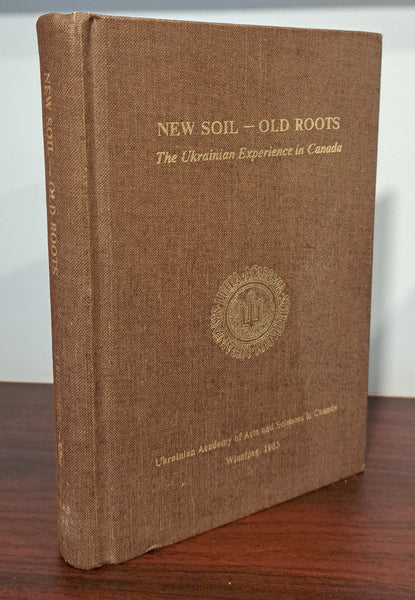 NEW SOIL — OLD ROOTS
The Ukrainian Experience in Canada
Ukrainian Academy of Arts and Sciences in Canada
Winnipeg, 1983
NEW SOIL — OLD ROOTS